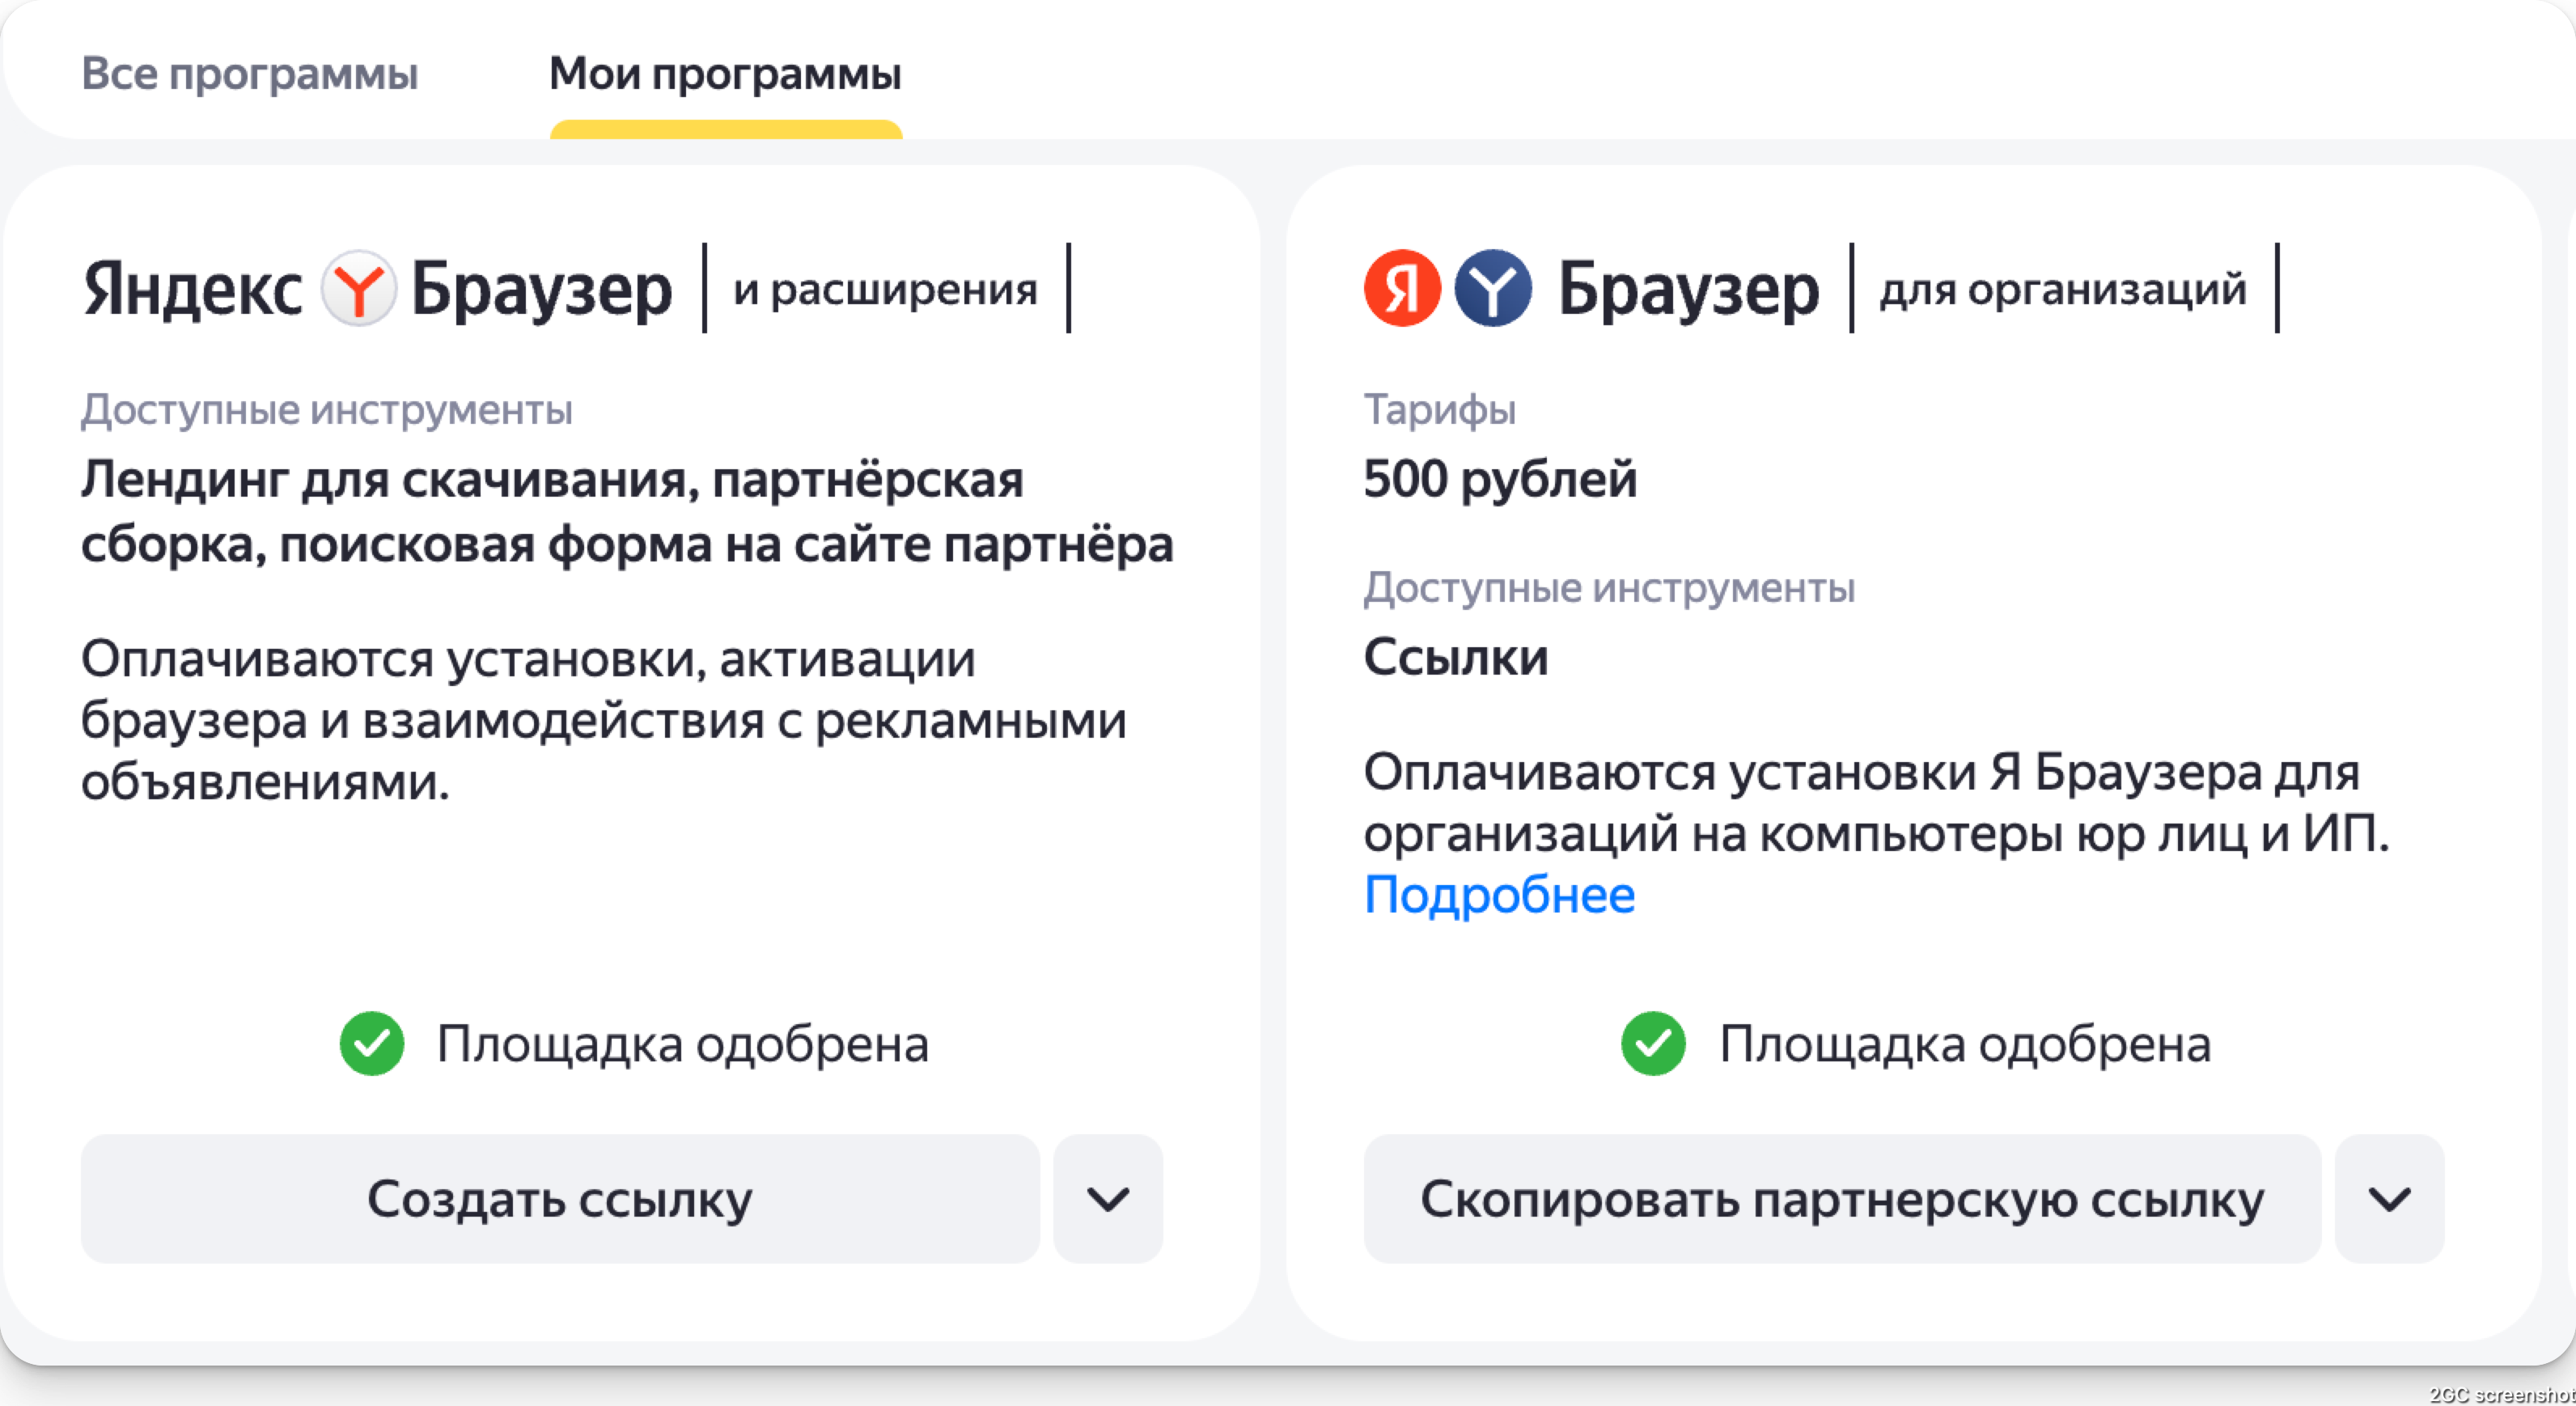 Все программы
Мои программы
Яндекс Браузер и расширения
Доступные инструменты
Лендинг для скачивания, партнёрская
сборка, поисковая форма на сайте партнёра
Оплачиваются установки, активации
браузера и взаимодействия с рекламными
объявлениями.
Площадка одобрена
Создать ссылку
Я Браузер для организаций
Тарифы
500 рублей
Доступные инструменты
Ссылки
Оплачиваются установки Я Браузера для
организаций на компьютеры юр лиц и ИП.
Подробнее
Площадка одобрена
Скопировать партнерскую ссылку
2GC screenshot